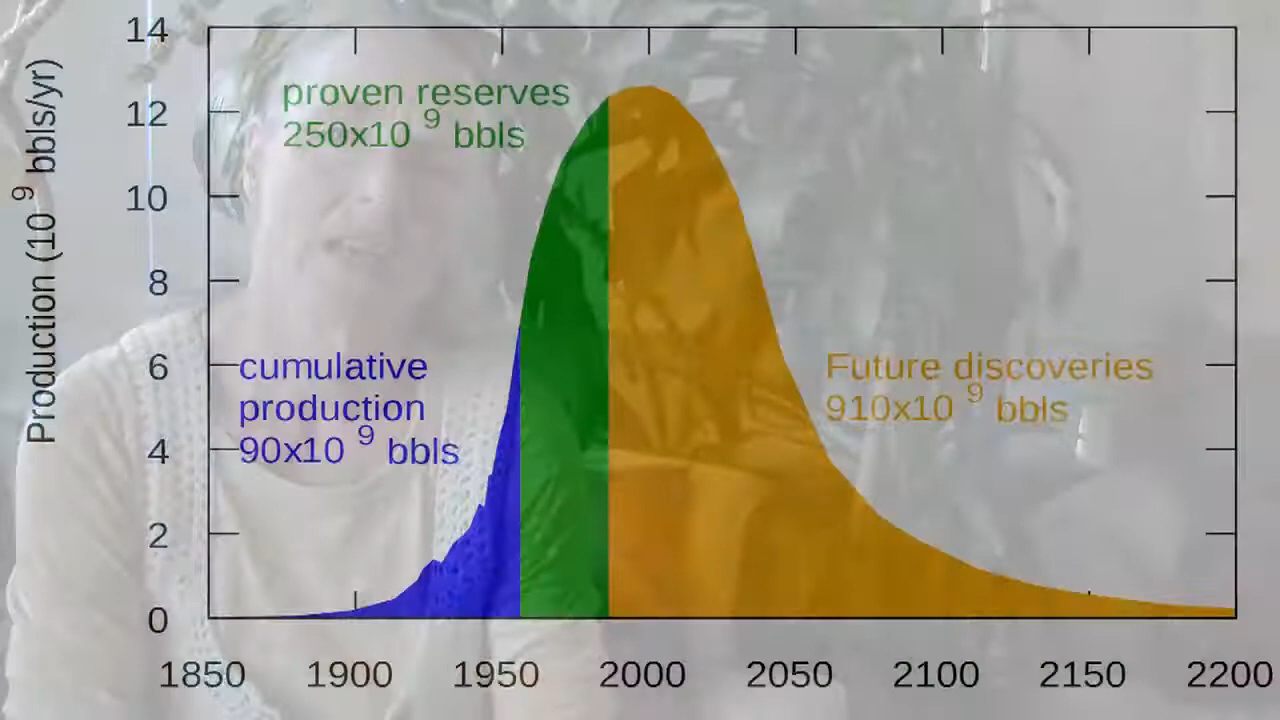 14
12
10
8
6
4
2
0
Production (10 9 bbls/yr)
proven reserves
250x10 9 bbls
cumulative
production
90x10 9 bbls
Future discoveries
910x10 9 bbls
1850 1900 1950 2000 2050 2100 2150 2200